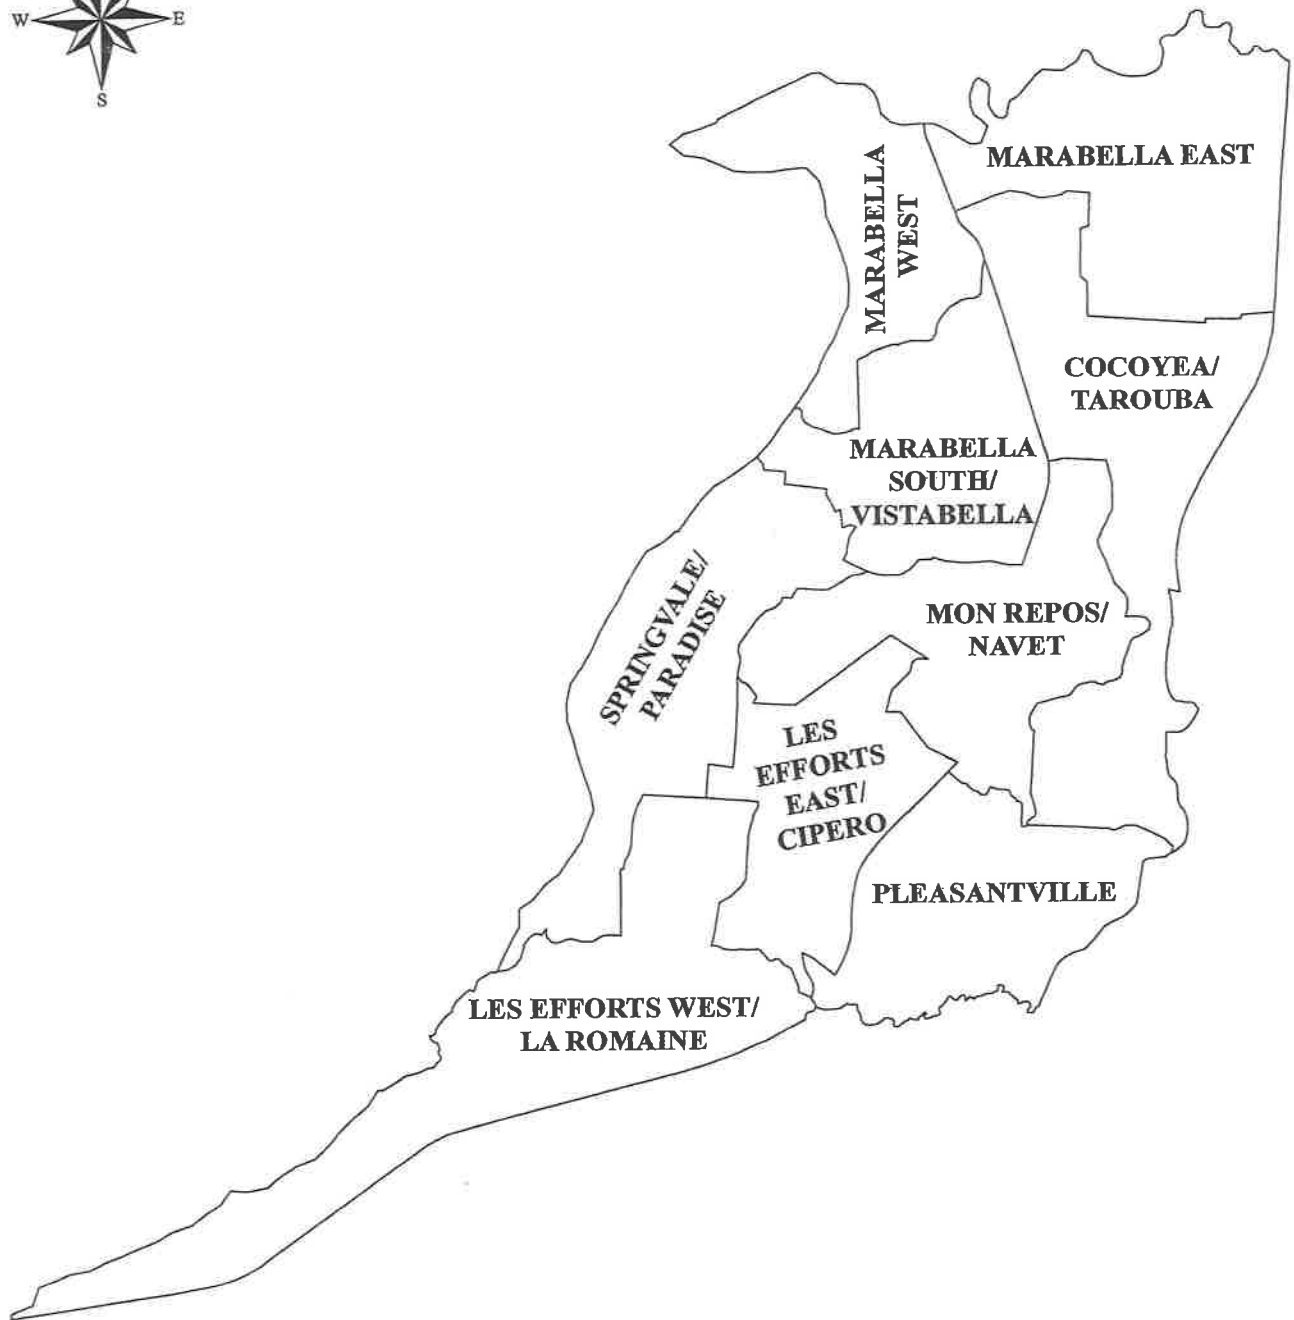 W E
S
MARABELLA EAST
MARABELLA
WEST
COCOYEA/
TAROUBA
MARABELLA
SOUTH/
VISTABELLA
SPRINGVALE/
PARADISE
MON REPOS/
NAVET
LES
EFFORTS
EAST/
CIPERO
PLEASANTVILLE
LES EFFORTS WEST/
LA ROMAINE